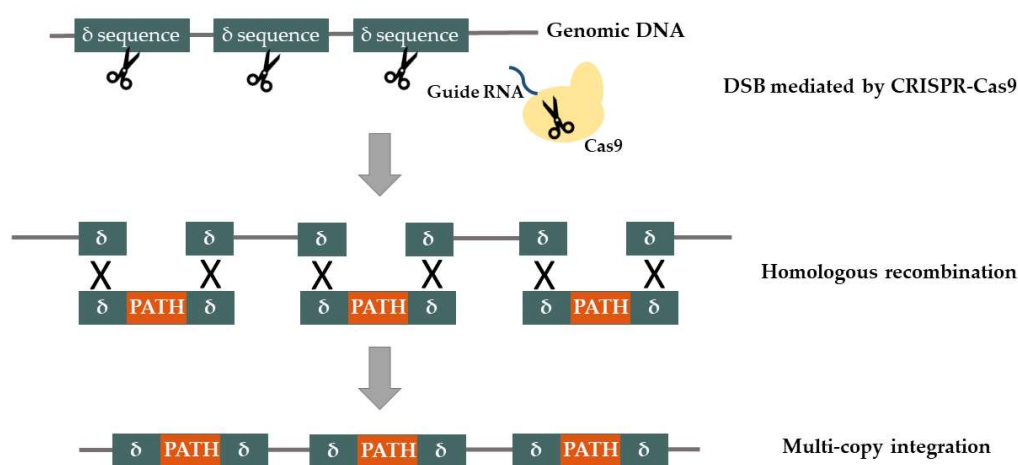 δ sequence δ sequence δ sequence Genomic DNA
Guide RNA
DSB mediated by CRISPR-Cas9
Cas9
δ δ δ δ δ δ
X X X X X X
Homologous recombination
δ PATH δ δ PATH δ δ PATH δ
δ PATH δ δ PATH δ δ PATH δ
Multi-copy integration